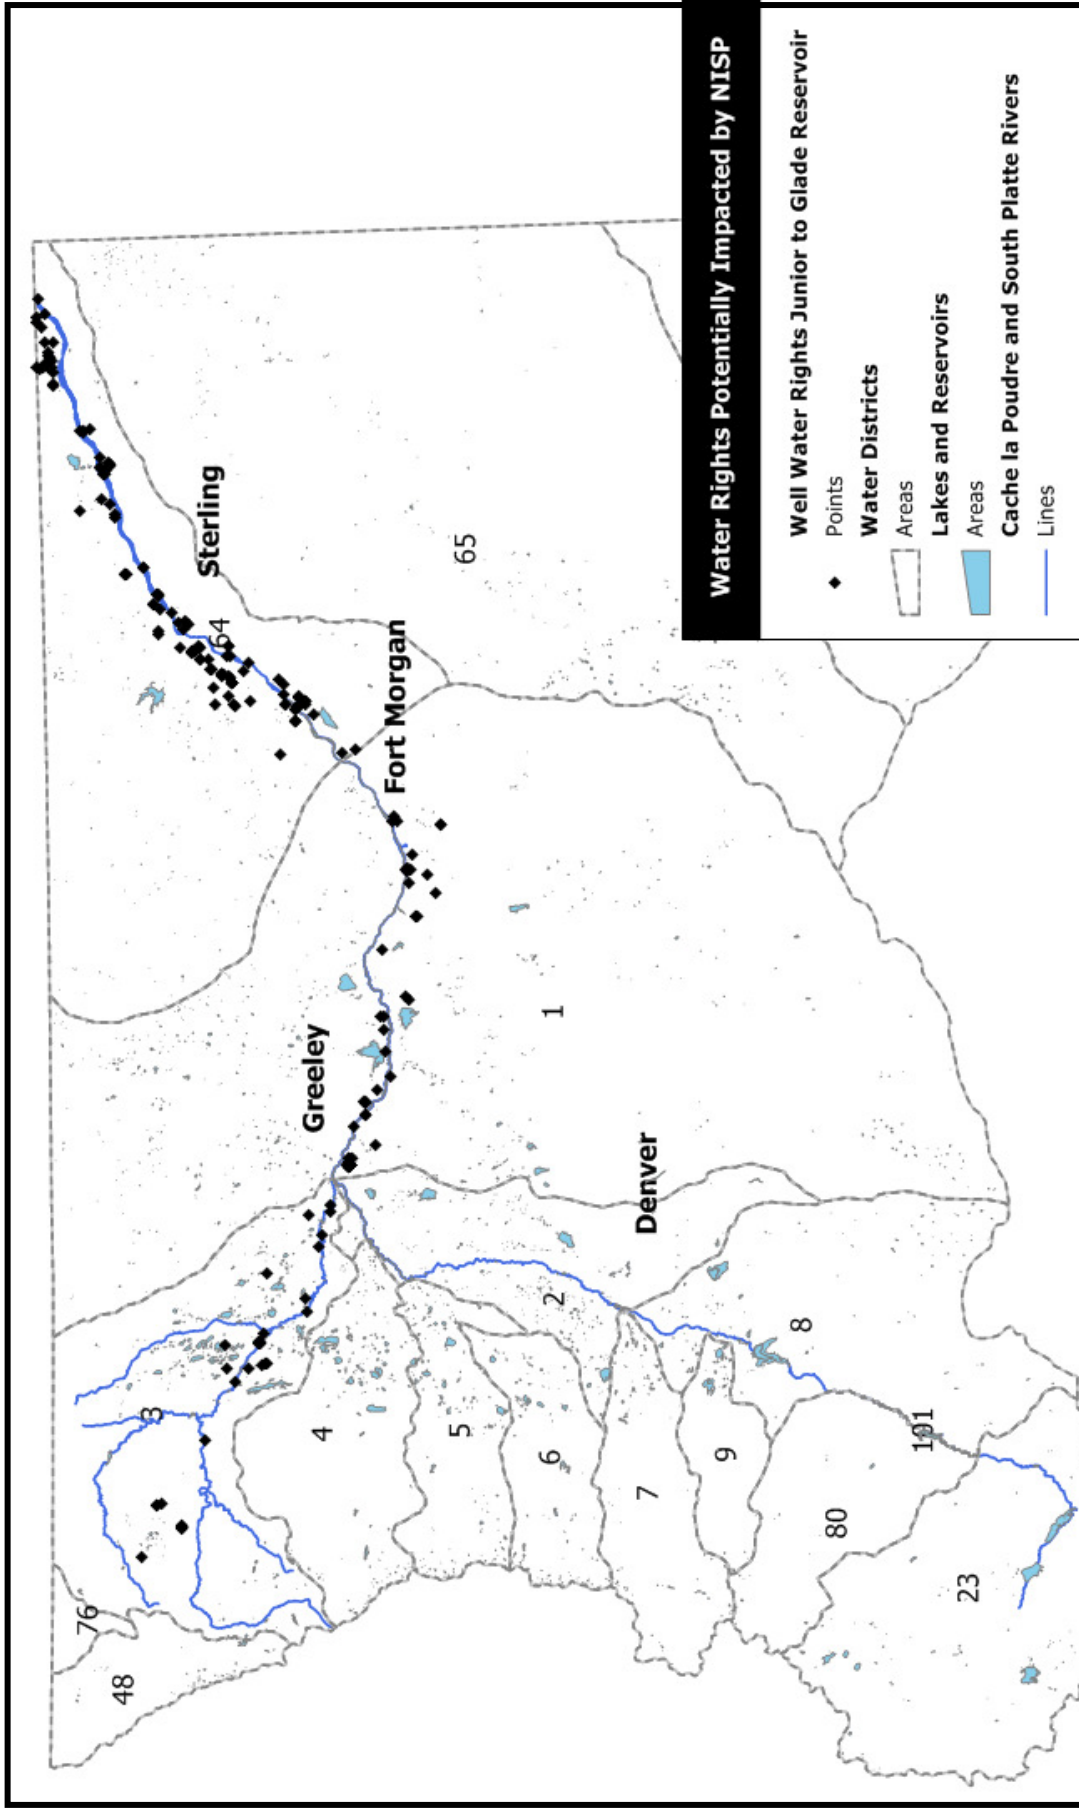 Water Rights Potentially Impacted by NISP
Well Water Rights Junior to Glade Reservoir
Points
Water Districts
Areas
Lakes and Reservoirs
Areas
Cache la Poudre and South Platte Rivers
Lines
48
76
3
64
Sterling
Greeley
Fort Morgan
4
5
65
6
2
1
7
Denver
9
8
80
101
23